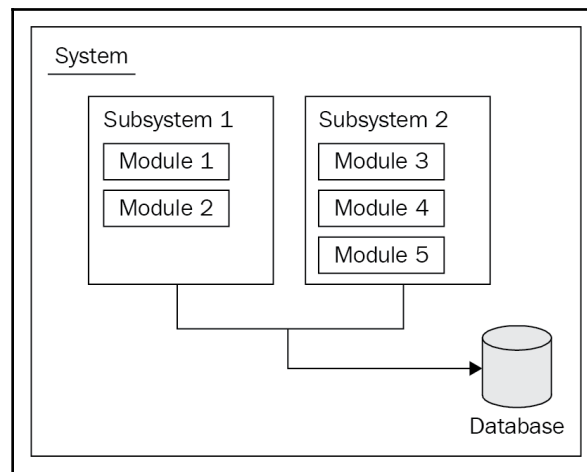 System
Subsystem 1
Module 1
Module 2
Subsystem 2
Module 3
Module 4
Module 5
Database